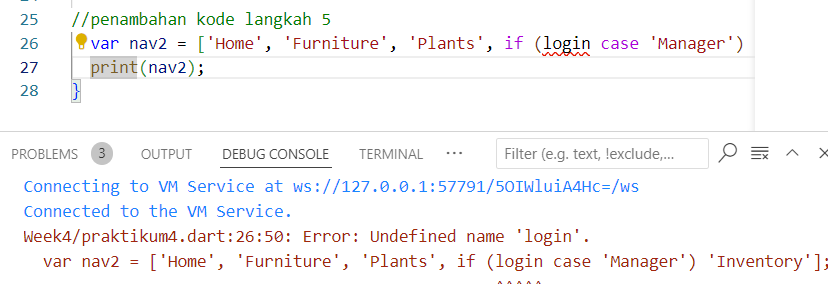 25 //penambahan kode langkah 5
26 var nav2 = ['Home', 'Furniture', 'Plants', if (login case 'Manager')
27 print(nav2);
28 }
PROBLEMS 3 OUTPUT DEBUG CONSOLE TERMINAL ··· Filter (e.g. text, !exclude,...
Connecting to VM Service at ws://127.0.0.1:57791/5OIWluiA4Hc=/ws
Connected to the VM Service.
Week4/praktikum4.dart:26:50: Error: Undefined name 'login'.
var nav2 = ['Home', 'Furniture', 'Plants', if (login case 'Manager') 'Inventory'];
^^^^^